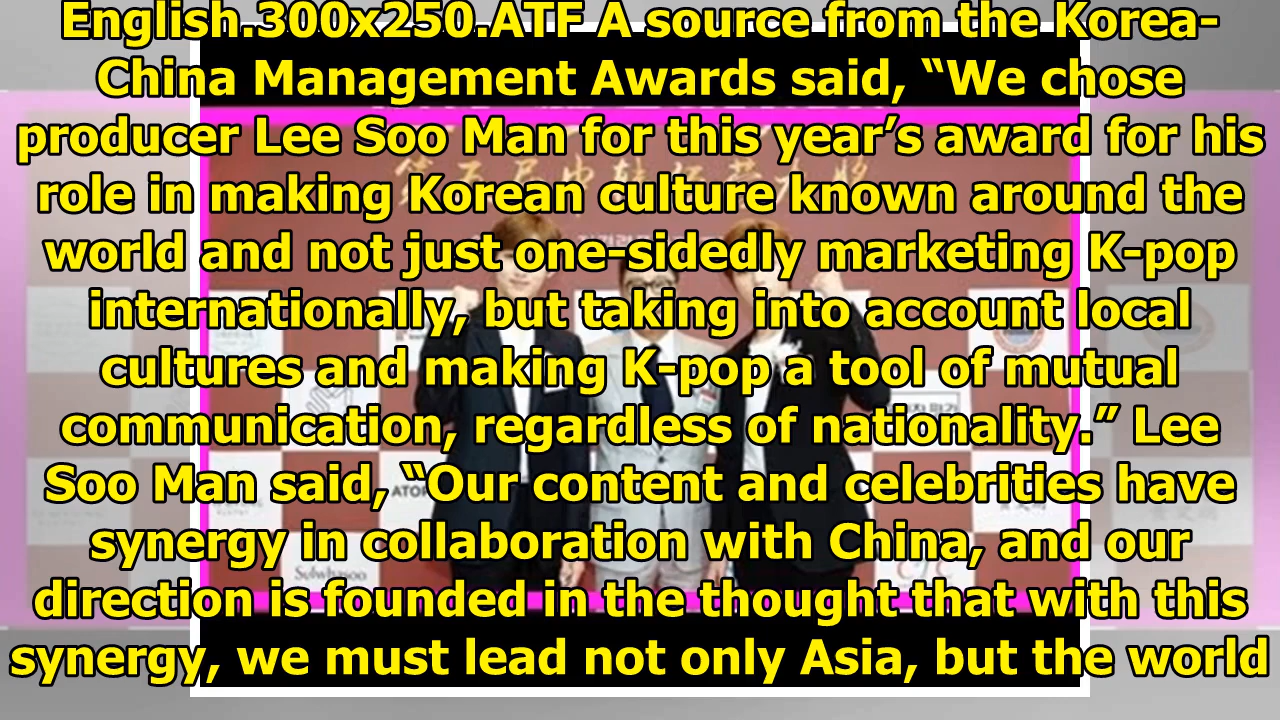 English.300x250.ATF A source from the Korea-
China Management Awards said, “We chose
producer Lee Soo Man for this year’s award for his
role in making Korean culture known around the
world and not just one-sidedly marketing K-pop
internationally, but taking into account local
cultures and making K-pop a tool of mutual
communication, regardless of nationality.” Lee
Soo Man said, “Our content and celebrities have
synergy in collaboration with China, and our
direction is founded in the thought that with this
synergy, we must lead not only Asia, but the world
Sulwhasoo